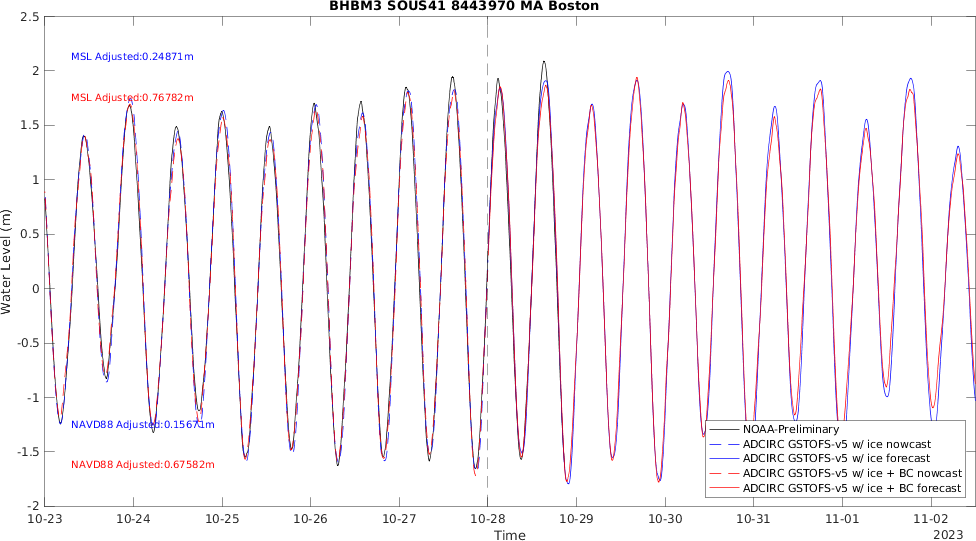 BHBM3 SOUS41 8443970 MA Boston
2.5
2
1.5
1
0.5
0
-0.5
-1
-1.5
-2
Water Level (m)
MSL Adjusted:0.24871m
MSL Adjusted:0.76782m
NAVD88 Adjusted:0.15671m
NAVD88 Adjusted:0.67582m
NOAA-Preliminary
ADCIRC GSTOFS-v5 w/ ice nowcast
ADCIRC GSTOFS-v5 w/ ice forecast
ADCIRC GSTOFS-v5 w/ ice + BC nowcast
ADCIRC GSTOFS-v5 w/ ice + BC forecast
10-23 10-24 10-25 10-26 10-27 10-28 10-29 10-30 10-31 11-01 11-02
Time
2023